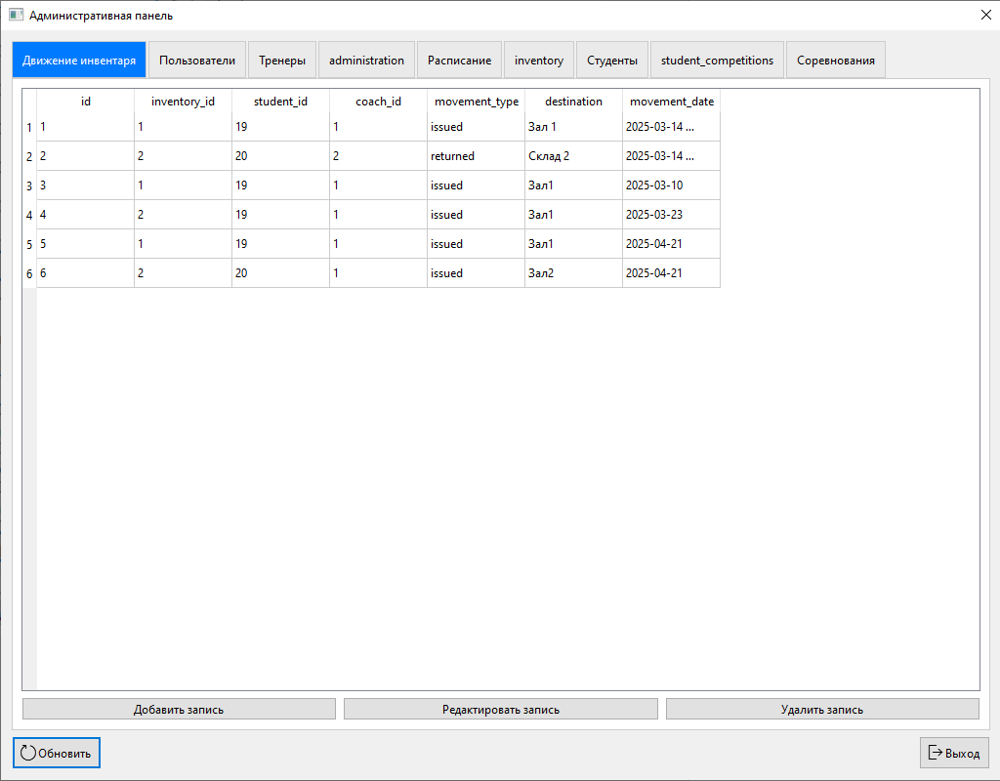 Административная панель
Движение инвентаря Пользователи Тренеры administration Расписание inventory Студенты student_competitions Соревнования
id inventory_id student_id coach_id movement_type destination movement_date
1 1 1 19 1 issued Зал 1 2025-03-14 ...
2 2 2 20 2 returned Склад 2 2025-03-14 ...
3 3 1 19 1 issued Зал1 2025-03-10
4 4 2 19 1 issued Зал1 2025-03-23
5 5 1 19 1 issued Зал1 2025-04-21
6 6 2 20 1 issued Зал2 2025-04-21
Добавить запись Редактировать запись Удалить запись
Обновить Выход